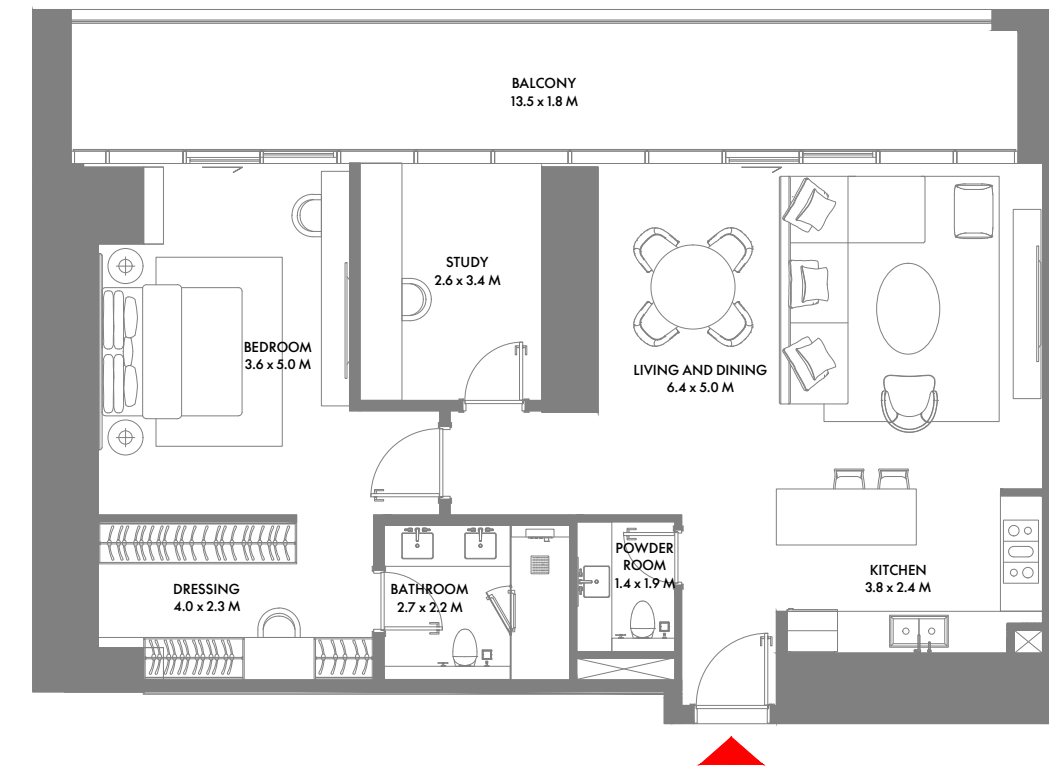 BALCONY
13.5 x 1.8 M
STUDY
2.6 x 3.4 M
BEDROOM
3.6 x 5.0 M
LIVING AND DINING
6.4 x 5.0 M
POWDER
ROOM
1.4 x 1.9 M
KITCHEN
3.8 x 2.4 M
DRESSING
4.0 x 2.3 M
BATHROOM
2.7 x 2.2 M